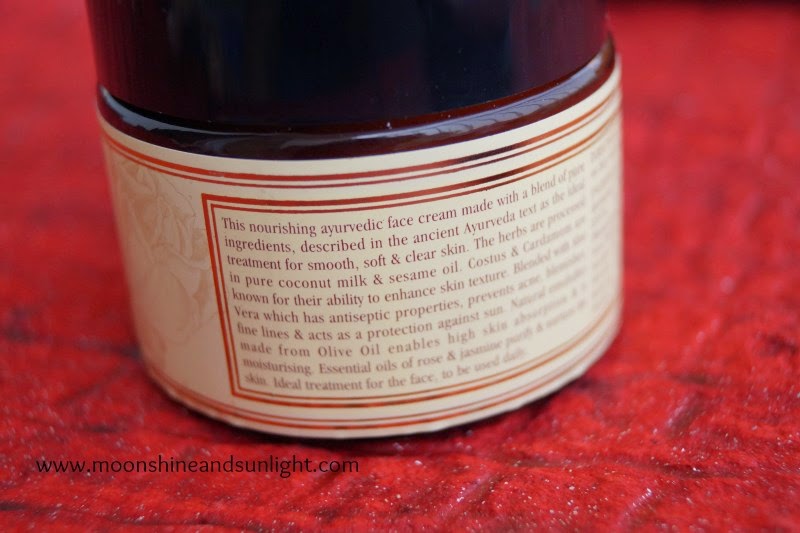 This nourishing ayurvedic face cream made with a blend of pure
ingredients, described in the ancient Ayurveda text as the ideal
treatment for smooth, soft & clear skin. The herbs are processed
in pure coconut milk & sesame oil. Costus & Cardamom are
known for their ability to enhance skin texture. Blended with Aloe
Vera which has antiseptic properties, prevents acne, blemishes
fine lines & acts as a protection against sun. Natural emulsifier
made from Olive Oil enables high skin absorption &
moisturising. Essential oils of rose & jasmine purify & nurture the
skin. Ideal treatment for the face, to be used daily.
www.moonshineandsunlight.com